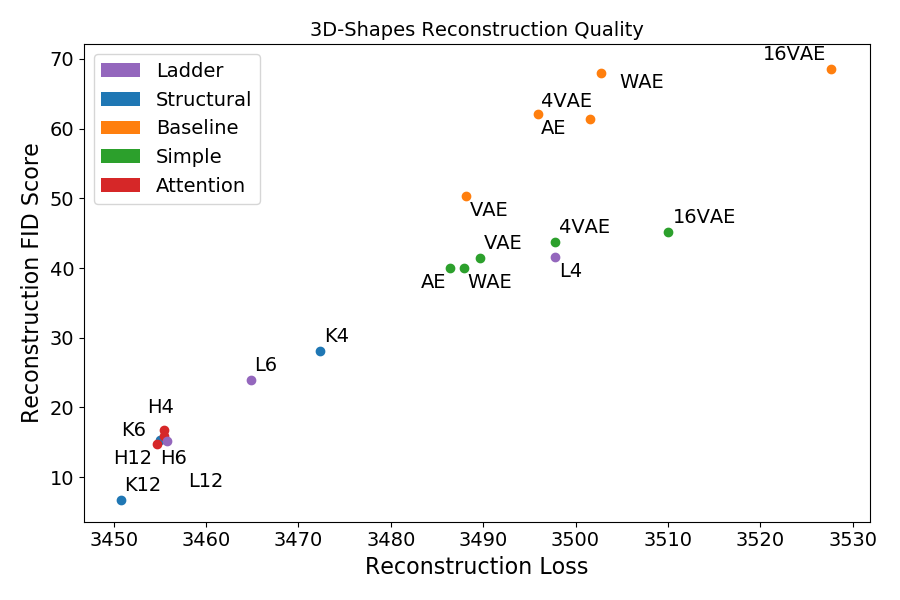 3D-Shapes Reconstruction Quality
Reconstruction FID Score
70
60
50
40
30
20
10
Ladder
Structural
Baseline
Simple
Attention
16VAE
WAE
4VAE
AE
VAE
16VAE
4VAE
VAE
L4
AE
WAE
K4
L6
H4
K6
H12
H6
L12
K12
3450
3460
3470
3480
3490
3500
3510
3520
3530
Reconstruction Loss